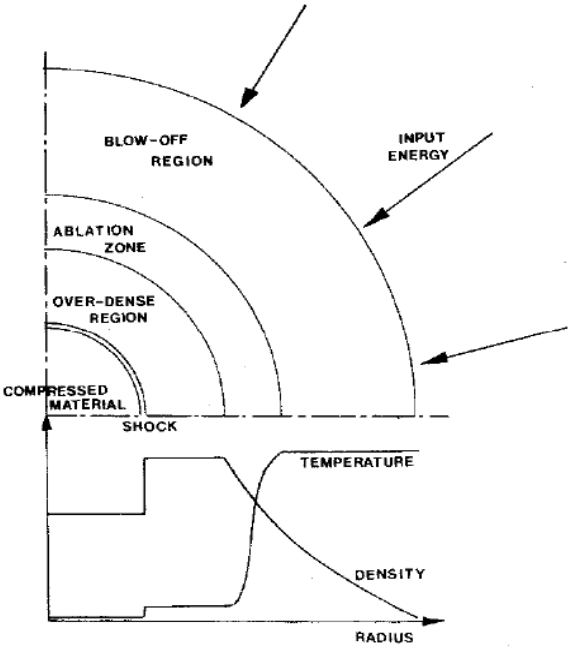 BLOW-OFF
REGION
INPUT
ENERGY
ABLATION
ZONE
OVER-DENSE
REGION
COMPRESSED
MATERIAL
SHOCK
TEMPERATURE
DENSITY
RADIUS